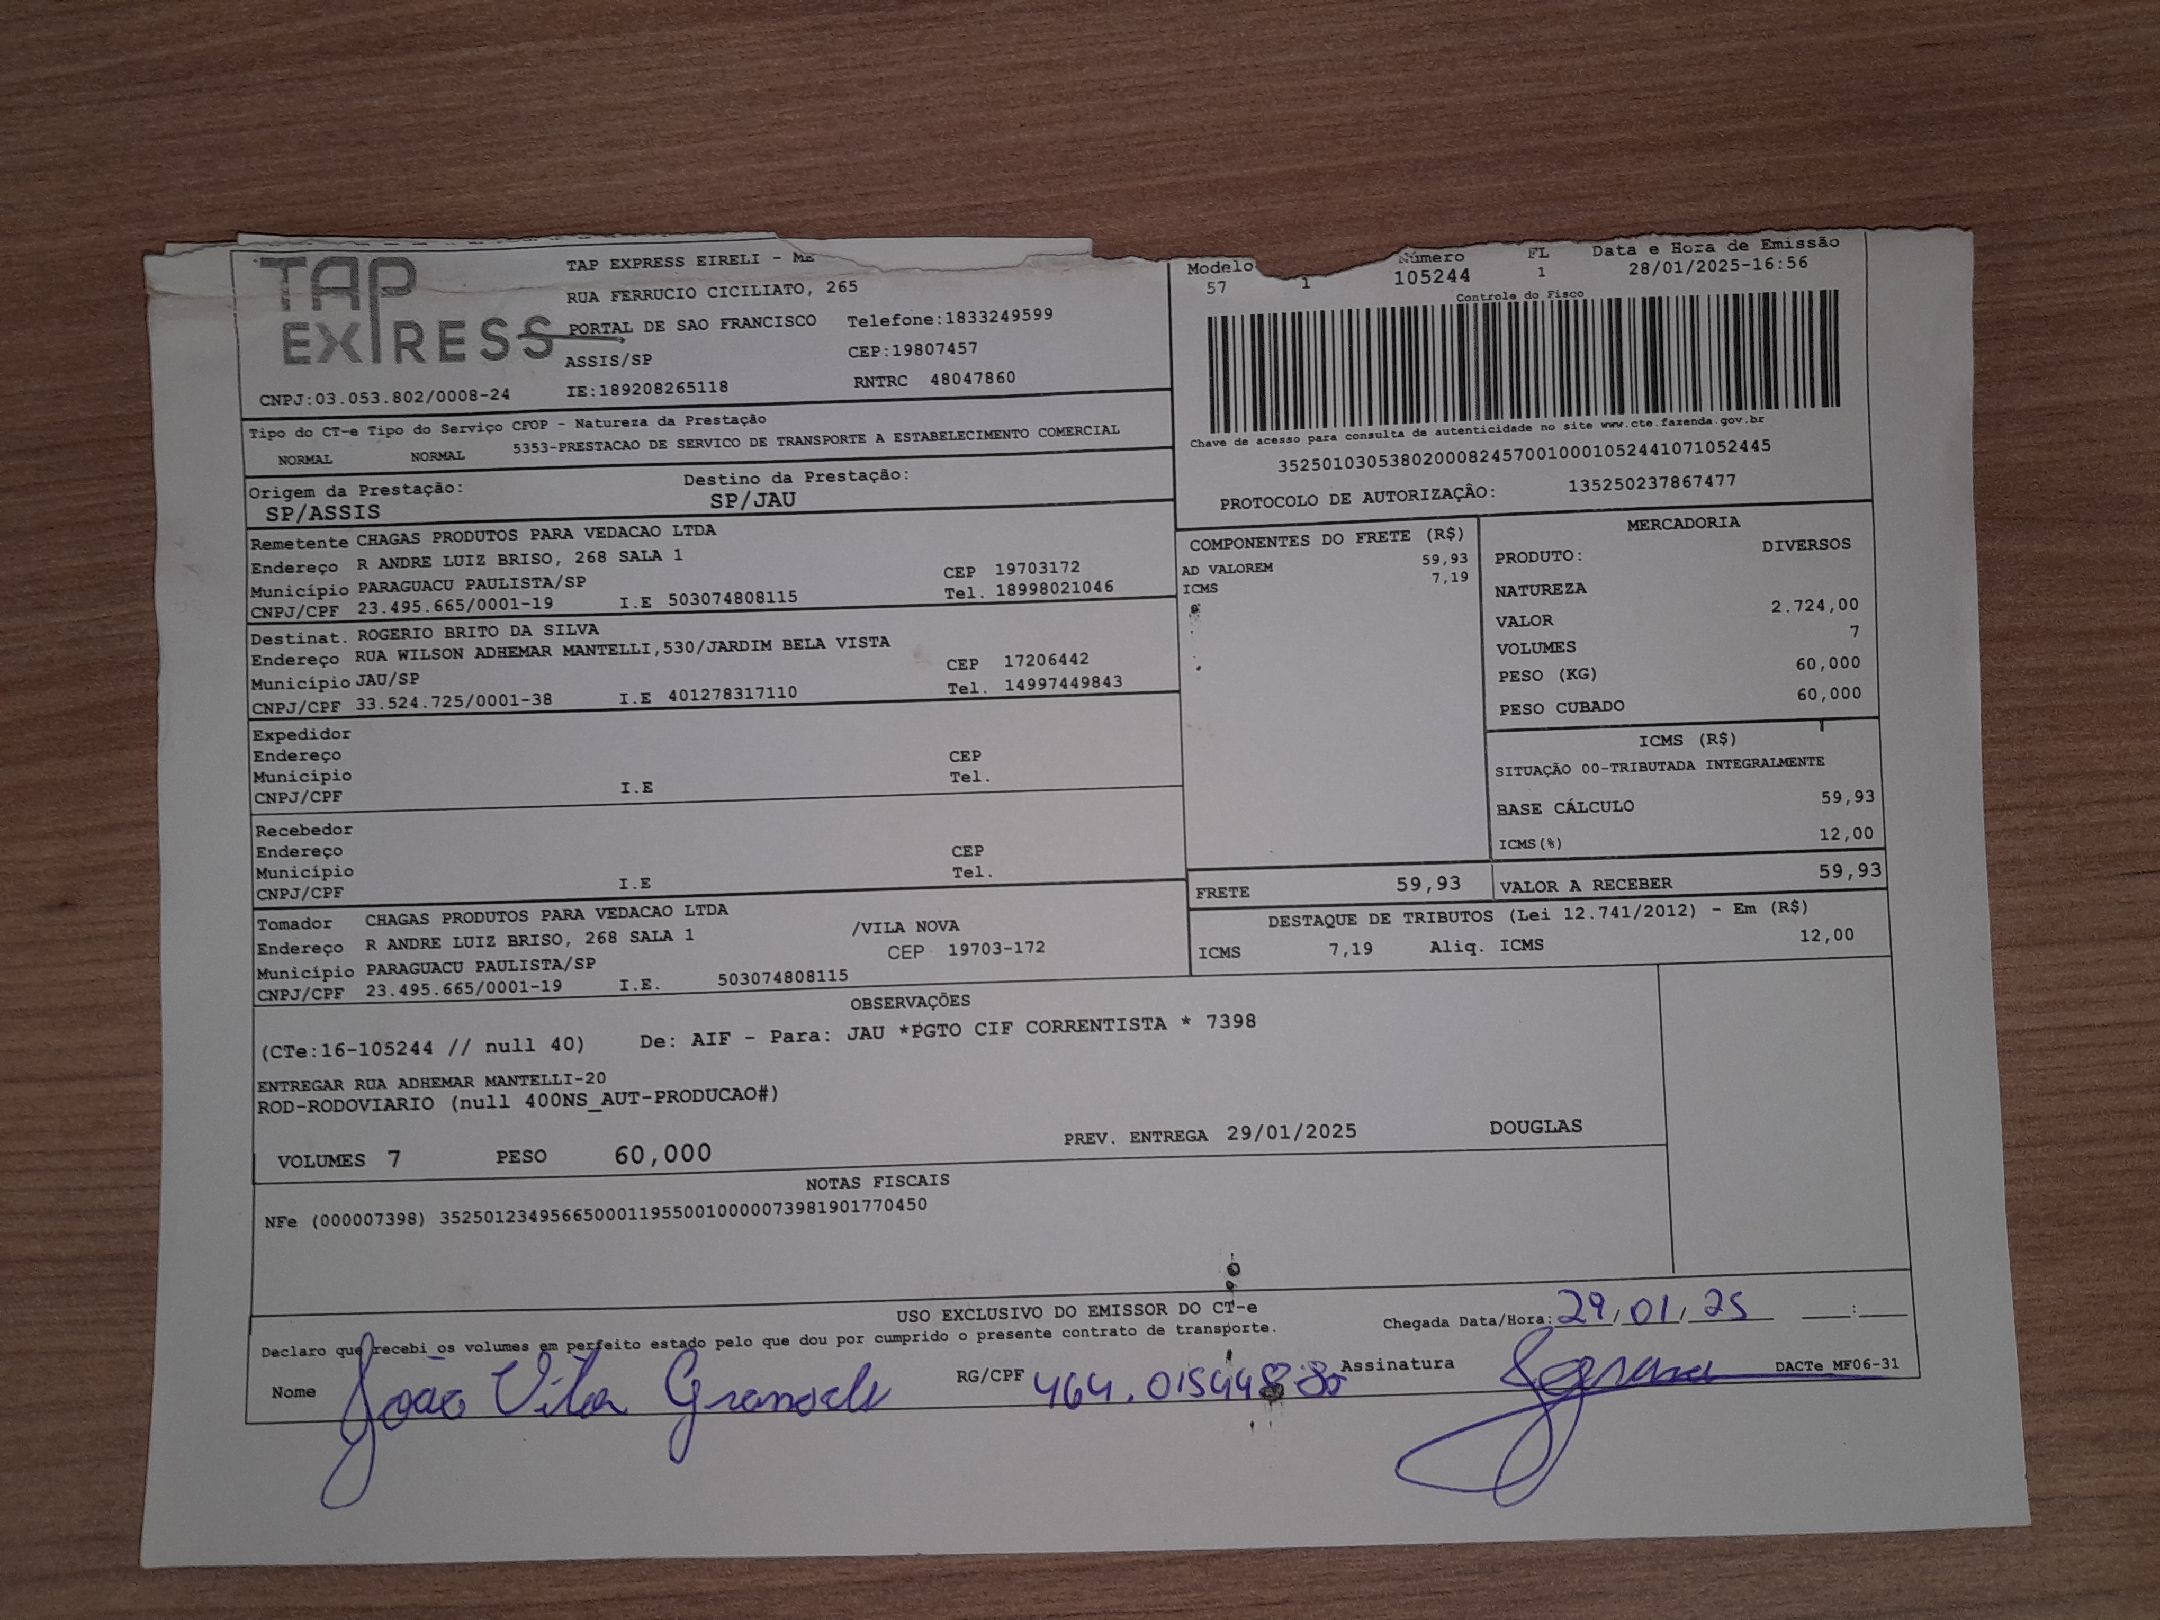 TAP
EXPRESS
TAP EXPRESS EIRELI - ME
RUA FERRUCIO CICILIATO, 265
PORTAL DE SAO FRANCISCO Telefone:1833249599
ASSIS/SP CEP:19807457
CNPJ:03.053.802/0008-24 IE:189208265118 RNTRC 48047860
Modelo Número FL Data e Hora de Emissão
57 1 105244 1 28/01/2025-16:56
Controle do Fisco
Chave de acesso para consulta de autenticidade no site www.cte.fazenda.gov.br
35250103053802000824570010001052441071052445
PROTOCOLO DE AUTORIZAÇÃO: 135250237867477
Tipo do CT-e Tipo do Serviço CFOP - Natureza da Prestação
NORMAL NORMAL 5353-PRESTACAO DE SERVICO DE TRANSPORTE A ESTABELECIMENTO COMERCIAL
Origem da Prestação: Destino da Prestação:
SP/ASSIS SP/JAU
Remetente CHAGAS PRODUTOS PARA VEDACAO LTDA
Endereço R ANDRE LUIZ BRISO, 268 SALA 1
Município PARAGUACU PAULISTA/SP CEP 19703172
CNPJ/CPF 23.495.665/0001-19 I.E 503074808115 Tel. 18998021046
Destinat. ROGERIO BRITO DA SILVA
Endereço RUA WILSON ADHEMAR MANTELLI,530/JARDIM BELA VISTA
Município JAU/SP CEP 17206442
CNPJ/CPF 33.524.725/0001-38 I.E 401278317110 Tel. 14997449843
Expedidor
Endereço CEP
Município Tel.
CNPJ/CPF I.E
Recebedor
Endereço CEP
Município Tel.
CNPJ/CPF I.E
Tomador CHAGAS PRODUTOS PARA VEDACAO LTDA
Endereço R ANDRE LUIZ BRISO, 268 SALA 1 /VILA NOVA
Município PARAGUACU PAULISTA/SP CEP 19703-172
CNPJ/CPF 23.495.665/0001-19 I.E. 503074808115
COMPONENTES DO FRETE (R$)
AD VALOREM 59,93
ICMS 7,19
MERCADORIA
PRODUTO: DIVERSOS
NATUREZA
VALOR 2.724,00
VOLUMES 7
PESO (KG) 60,000
PESO CUBADO 60,000
ICMS (R$)
SITUAÇÃO 00-TRIBUTADA INTEGRALMENTE
BASE CÁLCULO 59,93
ICMS(%) 12,00
FRETE 59,93 VALOR A RECEBER 59,93
DESTAQUE DE TRIBUTOS (Lei 12.741/2012) - Em (R$)
ICMS 7,19 Aliq. ICMS 12,00
OBSERVAÇÕES
(CTe:16-105244 // null 40) De: AIF - Para: JAU *PGTO CIF CORRENTISTA * 7398
ENTREGAR RUA ADHEMAR MANTELLI-20
ROD-RODOVIARIO (null 400NS_AUT-PRODUCAO#)
VOLUMES 7 PESO 60,000 PREV. ENTREGA 29/01/2025 DOUGLAS
NOTAS FISCAIS
NFe (000007398) 35250123495665000119550010000073981901770450
USO EXCLUSIVO DO EMISSOR DO CT-e
Declaro que recebi os volumes em perfeito estado pelo que dou por cumprido o presente contrato de transporte. Chegada Data/Hora: 29/01/25 :
Nome João Vitor RG/CPF Assinatura DACTe MF06-31